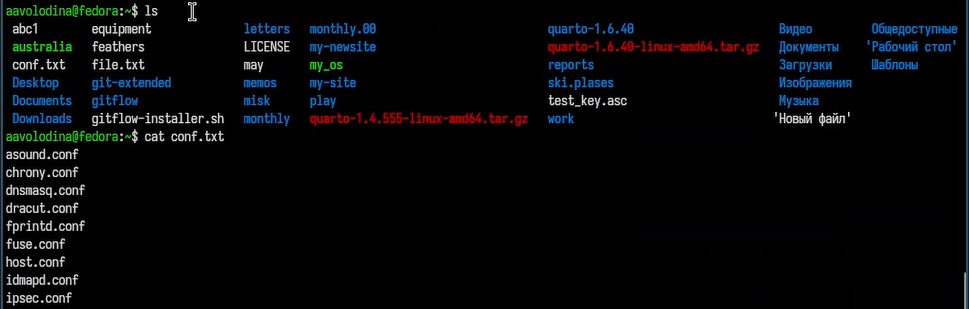 aavolodina@fedora:~$ ls
abc1 equipment letters monthly.00 quarto-1.6.40 Видео Общедоступные
australia feathers LICENSE my-newsite quarto-1.6.40-linux-amd64.tar.gz Документы 'Рабочий стол'
conf.txt file.txt may my_os reports Загрузки Шаблоны
Desktop git-extended memos my-site ski.plases Изображения
Documents gitflow misk play test_key.asc Музыка
Downloads gitflow-installer.sh monthly quarto-1.4.555-linux-amd64.tar.gz work 'Новый файл'
aavolodina@fedora:~$ cat conf.txt
asound.conf
chrony.conf
dnsmasq.conf
dracut.conf
fprintd.conf
fuse.conf
host.conf
idmapd.conf
ipsec.conf